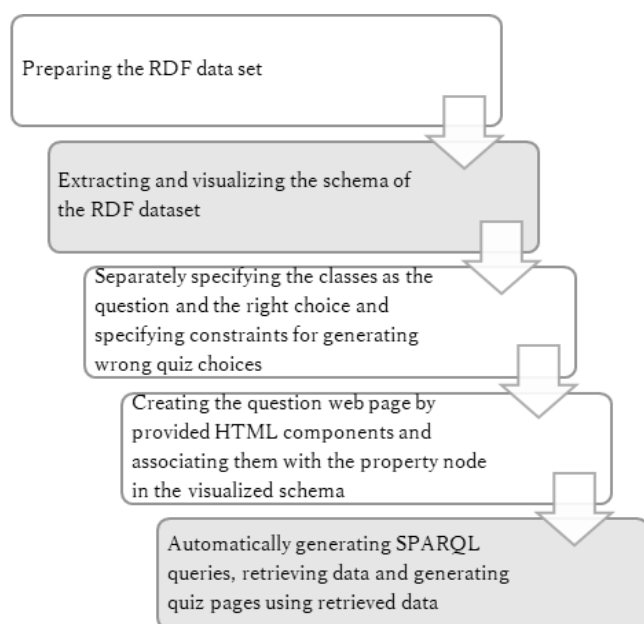 Preparing the RDF data set
Extracting and visualizing the schema of
the RDF dataset
Separately specifying the classes as the
question and the right choice and
specifying constraints for generating
wrong quiz choices
Creating the question web page by
provided HTML components and
associating them with the property node
in the visualized schema
Automatically generating SPARQL
queries, retrieving data and generating
quiz pages using retrieved data